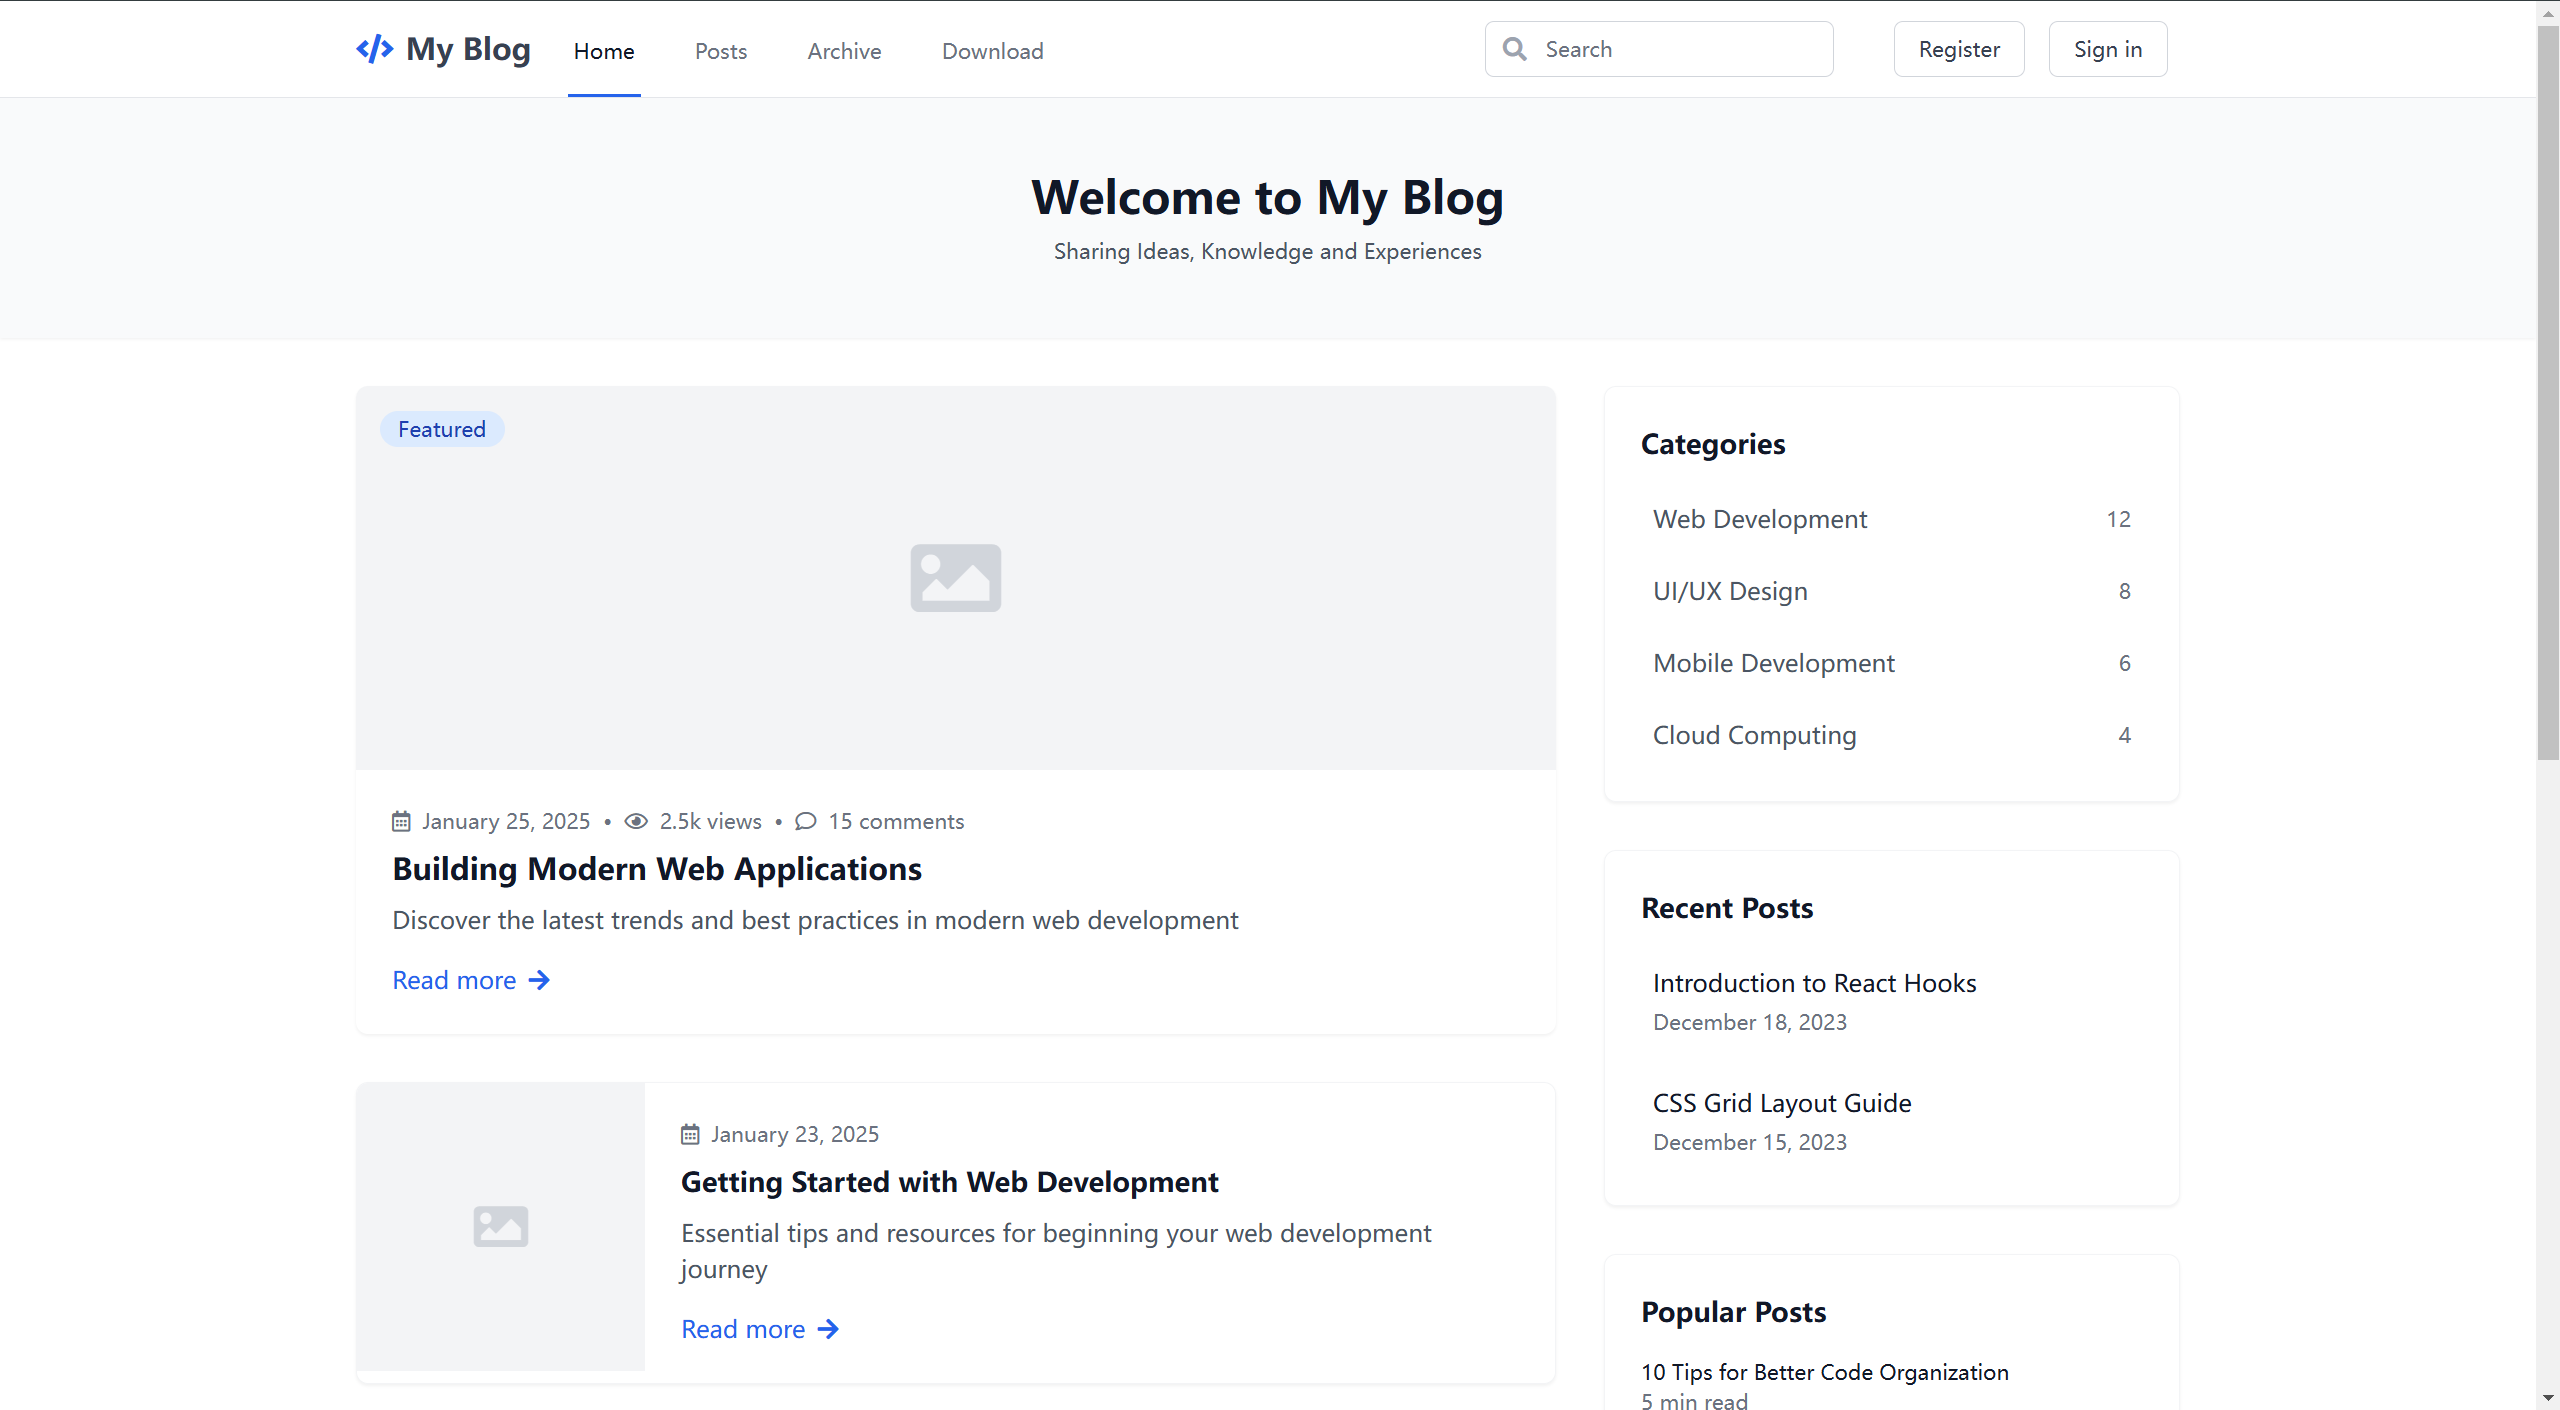 My Blog
Home
Posts
Archive
Download
Search
Register
Sign in
Welcome to My Blog
Sharing Ideas, Knowledge and Experiences
Featured
January 25, 2025 • 2.5k views • 15 comments
Building Modern Web Applications
Discover the latest trends and best practices in modern web development
Read more
January 23, 2025
Getting Started with Web Development
Essential tips and resources for beginning your web development
journey
Read more
Categories
Web Development 12
UI/UX Design 8
Mobile Development 6
Cloud Computing 4
Recent Posts
Introduction to React Hooks
December 18, 2023
CSS Grid Layout Guide
December 15, 2023
Popular Posts
10 Tips for Better Code Organization
5 min read